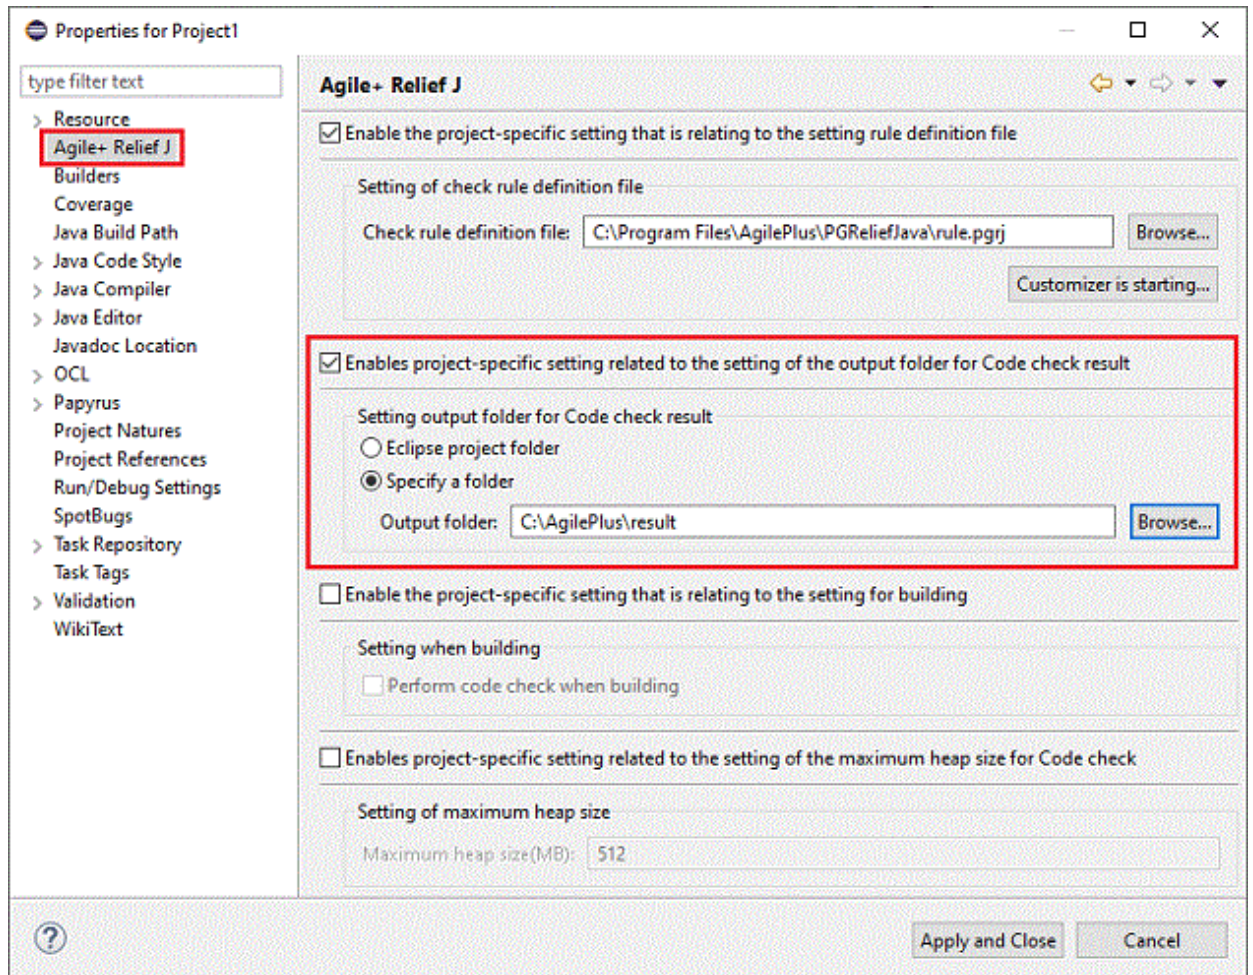 Properties for Project1
type filter text
Resource
Agile+ Relief J
Builders
Coverage
Java Build Path
Java Code Style
Java Compiler
Java Editor
Javadoc Location
OCL
Papyrus
Project Natures
Project References
Run/Debug Settings
SpotBugs
Task Repository
Task Tags
Validation
WikiText
Agile+ Relief J
Enable the project-specific setting that is relating to the setting rule definition file
Setting of check rule definition file
Check rule definition file: C:\Program Files\AgilePlus\PGReliefJava\rule.pgrj Browse...
Customizer is starting...
Enables project-specific setting related to the setting of the output folder for Code check result
Setting output folder for Code check result
Eclipse project folder
Specify a folder
Output folder: C:\AgilePlus\result Browse...
Enable the project-specific setting that is relating to the setting for building
Setting when building
Perform code check when building
Enables project-specific setting related to the setting of the maximum heap size for Code check
Setting of maximum heap size
Maximum heap size(MB): 512
? Apply and Close Cancel